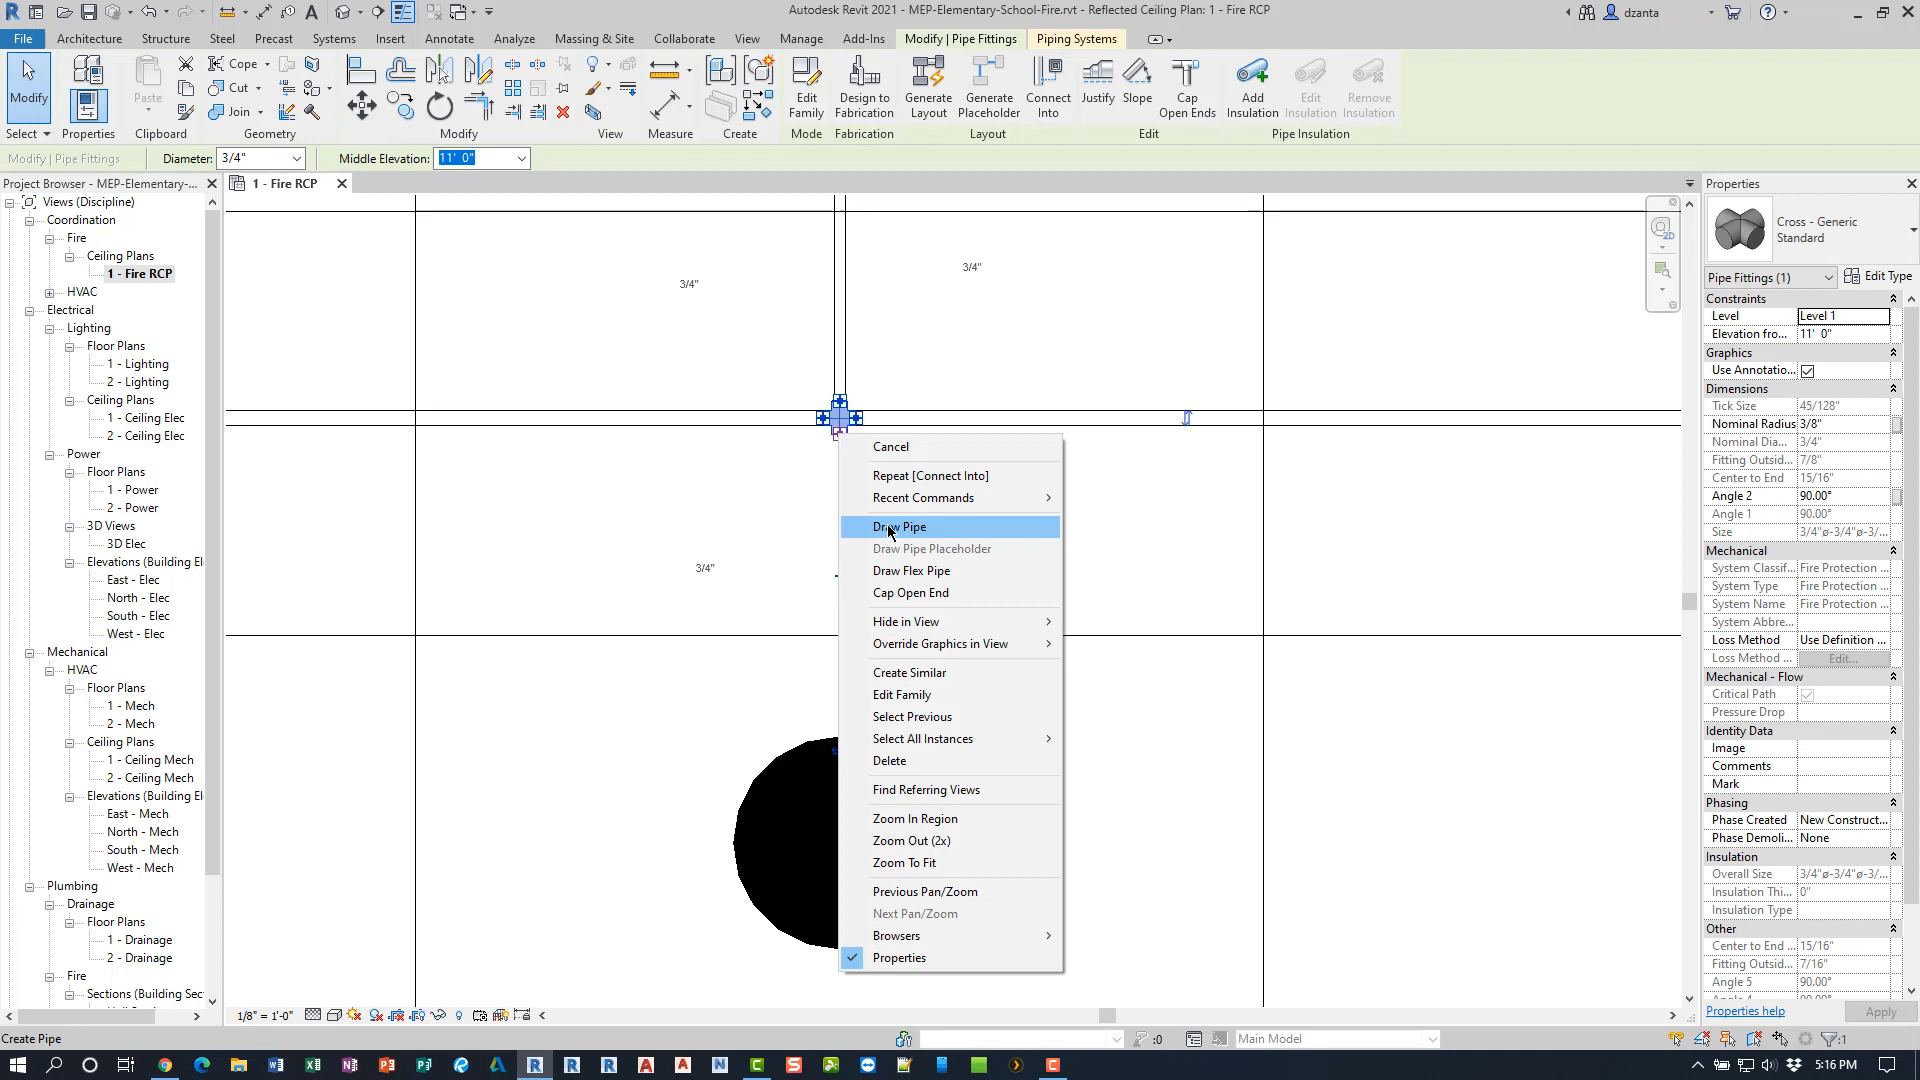 Autodesk Revit 2021 - MEP-Elementary-School-Fire.rvt - Reflected Ceiling Plan: 1 - Fire RCP
dzanta
File
Architecture
Structure
Steel
Precast
Systems
Insert
Annotate
Analyze
Massing & Site
Collaborate
View
Manage
Add-Ins
Modify | Pipe Fittings
Piping Systems
Modify
Paste
Cope
Cut
Join
Edit Family
Design to Fabrication
Generate Layout
Generate Placeholder
Connect Into
Justify
Slope
Cap Open Ends
Add Insulation
Edit Insulation
Remove Insulation
Select
Properties
Clipboard
Geometry
Modify
View
Measure
Create
Mode
Fabrication
Layout
Edit
Pipe Insulation
Modify | Pipe Fittings
Diameter: 3/4"
Middle Elevation: 11' 0"
Project Browser - MEP-Elementary-...
1 - Fire RCP
Views (Discipline)
Coordination
Fire
Ceiling Plans
1 - Fire RCP
HVAC
Electrical
Lighting
Floor Plans
1 - Lighting
2 - Lighting
Ceiling Plans
1 - Ceiling Elec
2 - Ceiling Elec
Power
Floor Plans
1 - Power
2 - Power
3D Views
3D Elec
Elevations (Building El
East - Elec
North - Elec
South - Elec
West - Elec
Mechanical
HVAC
Floor Plans
1 - Mech
2 - Mech
Ceiling Plans
1 - Ceiling Mech
2 - Ceiling Mech
Elevations (Building El
East - Mech
North - Mech
South - Mech
West - Mech
Plumbing
Drainage
Floor Plans
1 - Drainage
2 - Drainage
Fire
Sections (Building Sec
3/4"
3/4"
3/4"
Cancel
Repeat [Connect Into]
Recent Commands
Draw Pipe
Draw Pipe Placeholder
Draw Flex Pipe
Cap Open End
Hide in View
Override Graphics in View
Create Similar
Edit Family
Select Previous
Select All Instances
Delete
Find Referring Views
Zoom In Region
Zoom Out (2x)
Zoom To Fit
Previous Pan/Zoom
Next Pan/Zoom
Browsers
Properties
2D
Properties
Cross - Generic
Standard
Pipe Fittings (1)
Edit Type
Constraints
Level Level 1
Elevation fro... 11' 0"
Graphics
Use Annotatio...
Dimensions
Tick Size 45/128"
Nominal Radius 3/8"
Nominal Dia... 3/4"
Fitting Outsid... 7/8"
Center to End 15/16"
Angle 2 90.00°
Angle 1 90.00°
Size 3/4"ø-3/4"ø-3...
Mechanical
System Classif... Fire Protection ...
System Type Fire Protection ...
System Name Fire Protection ...
System Abbre...
Loss Method Use Definition ...
Loss Method ... Edit...
Mechanical - Flow
Critical Path
Pressure Drop
Identity Data
Image
Comments
Mark
Phasing
Phase Created New Construct...
Phase Demoli... None
Insulation
Overall Size 3/4"ø-3/4"ø-3/...
Insulation Thi... 0"
Insulation Type
Other
Center to End ... 15/16"
Fitting Outsid... 7/16"
Angle 5 90.00°
Properties help
Apply
1/8" = 1'-0"
Create Pipe
:0
Main Model
:1
5:16 PM